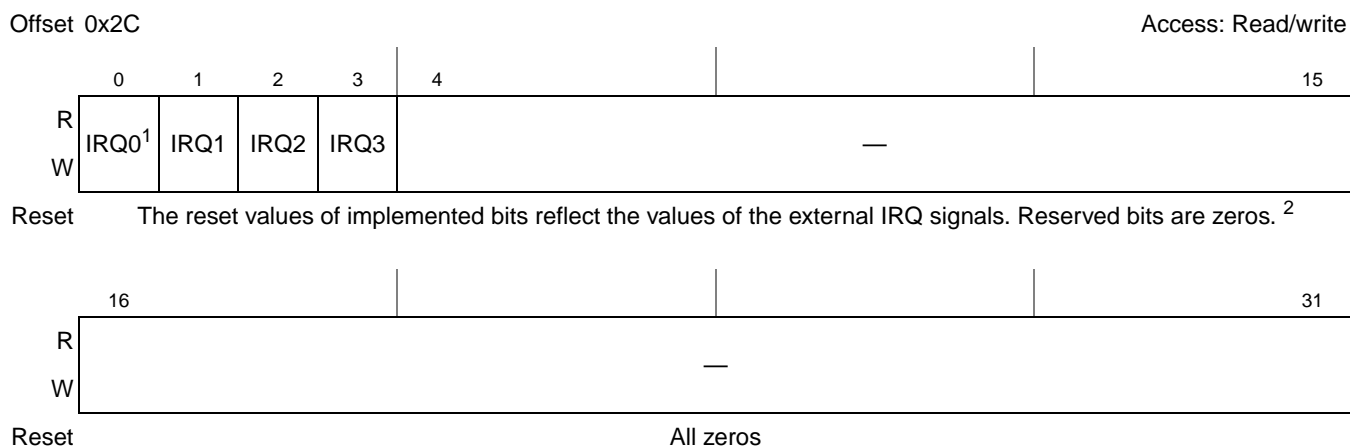 Offset 0x2C Access: Read/write
0 1 2 3 4 15
R
IRQ0¹ IRQ1 IRQ2 IRQ3 —
W
Reset The reset values of implemented bits reflect the values of the external IRQ signals. Reserved bits are zeros. ²
16 31
R
—
W
Reset All zeros